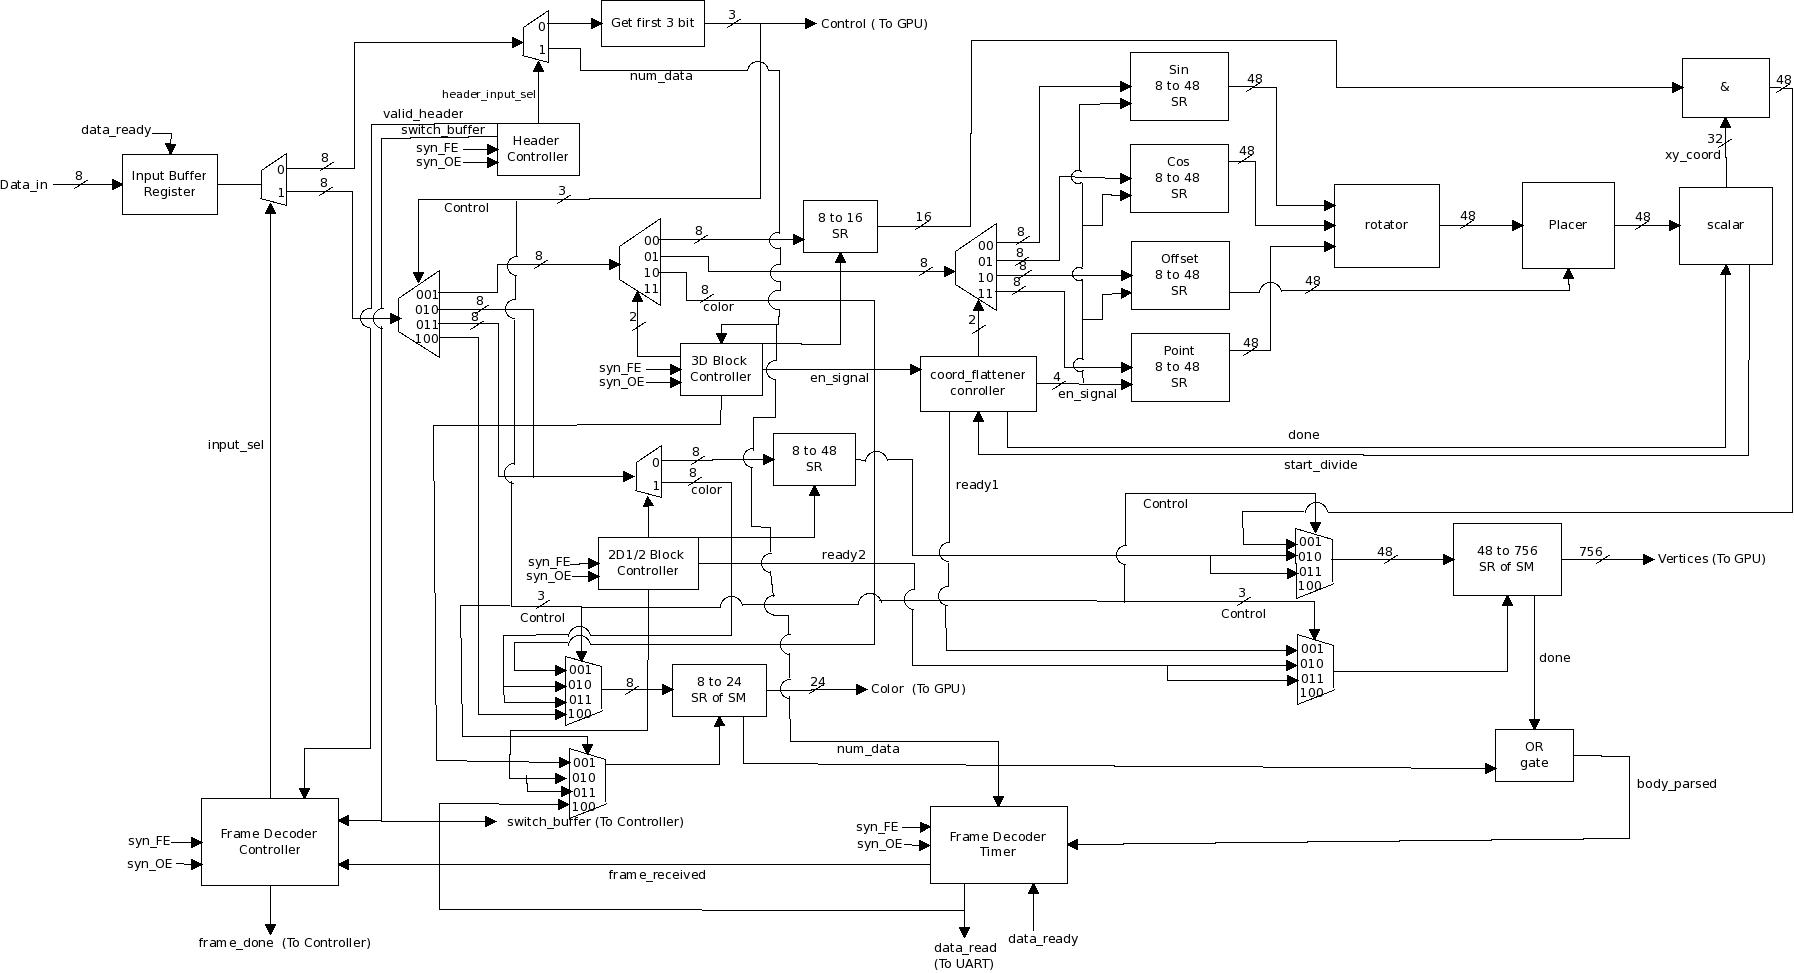 Get first 3 bit
3
Control ( To GPU)
0
1
num_data
header_input_sel
valid_header
switch_buffer
syn_FE
syn_OE
Header
Controller
data_ready
Data_in
8
Input Buffer
Register
0
1
8
8
3
Control
001
010
011
100
8
8
8
00
01
10
11
8
8
8
color
2
8 to 16
SR
16
3D Block
Controller
syn_FE
syn_OE
en_signal
00
01
10
11
8
8
8
8
2
coord_flattener
conroller
4
en_signal
Sin
8 to 48
SR
48
Cos
8 to 48
SR
48
Offset
8 to 48
SR
48
Point
8 to 48
SR
48
rotator
48
Placer
48
scalar
32
xy_coord
&
48
done
start_divide
input_sel
0
1
8
8
color
8 to 48
SR
ready1
2D1/2 Block
Controller
syn_FE
syn_OE
ready2
3
Control
Control
001
010
011
100
48
48 to 756
SR of SM
756
Vertices (To GPU)
3
Control
001
010
011
100
done
001
010
011
100
8
8 to 24
SR of SM
24
Color (To GPU)
num_data
001
010
011
100
OR
gate
body_parsed
switch_buffer (To Controller)
Frame Decoder
Controller
syn_FE
syn_OE
frame_received
syn_FE
syn_OE
Frame Decoder
Timer
frame_done (To Controller)
data_read
(To UART)
data_ready